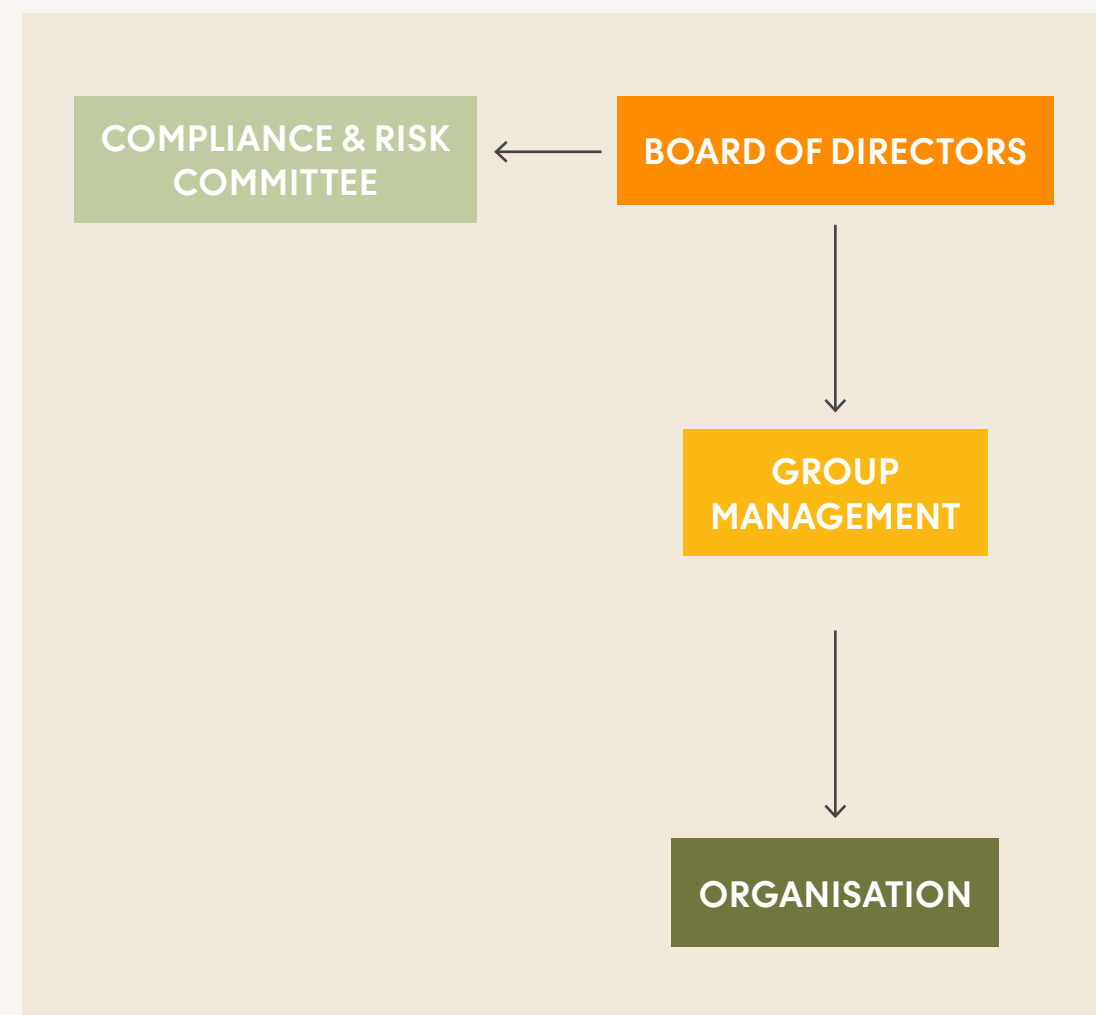 COMPLIANCE & RISK
COMMITTEE
BOARD OF DIRECTORS
GROUP
MANAGEMENT
ORGANISATION